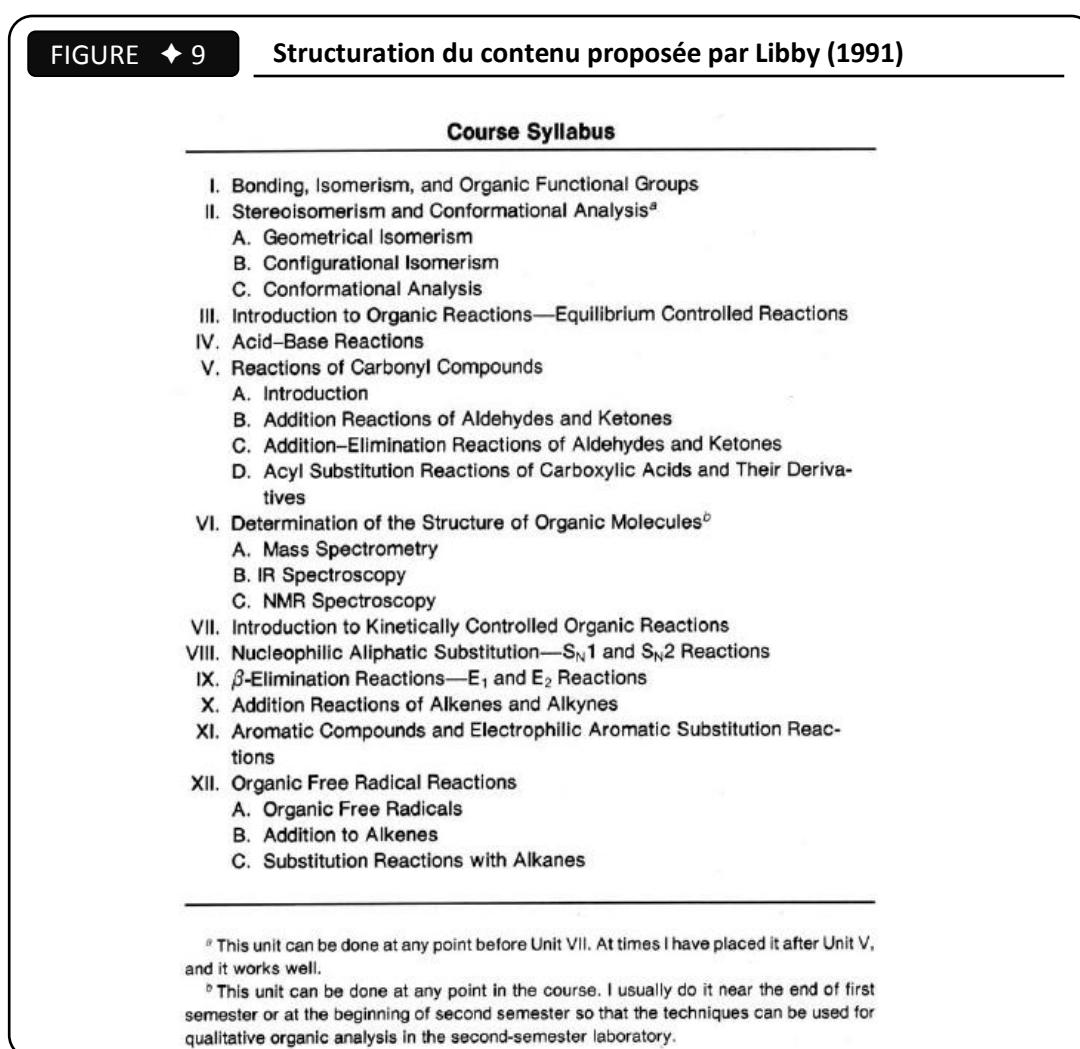 FIGURE ✦ 9
Structuration du contenu proposée par Libby (1991)
Course Syllabus
I. Bonding, Isomerism, and Organic Functional Groups
II. Stereoisomerism and Conformational Analysisᵃ
A. Geometrical Isomerism
B. Configurational Isomerism
C. Conformational Analysis
III. Introduction to Organic Reactions—Equilibrium Controlled Reactions
IV. Acid–Base Reactions
V. Reactions of Carbonyl Compounds
A. Introduction
B. Addition Reactions of Aldehydes and Ketones
C. Addition–Elimination Reactions of Aldehydes and Ketones
D. Acyl Substitution Reactions of Carboxylic Acids and Their Deriva-
tives
VI. Determination of the Structure of Organic Moleculesᵇ
A. Mass Spectrometry
B. IR Spectroscopy
C. NMR Spectroscopy
VII. Introduction to Kinetically Controlled Organic Reactions
VIII. Nucleophilic Aliphatic Substitution—S_N1 and S_N2 Reactions
IX. β-Elimination Reactions—E₁ and E₂ Reactions
X. Addition Reactions of Alkenes and Alkynes
XI. Aromatic Compounds and Electrophilic Aromatic Substitution Reac-
tions
XII. Organic Free Radical Reactions
A. Organic Free Radicals
B. Addition to Alkenes
C. Substitution Reactions with Alkanes
ᵃ This unit can be done at any point before Unit VII. At times I have placed it after Unit V,
and it works well.
ᵇ This unit can be done at any point in the course. I usually do it near the end of first
semester or at the beginning of second semester so that the techniques can be used for
qualitative organic analysis in the second-semester laboratory.